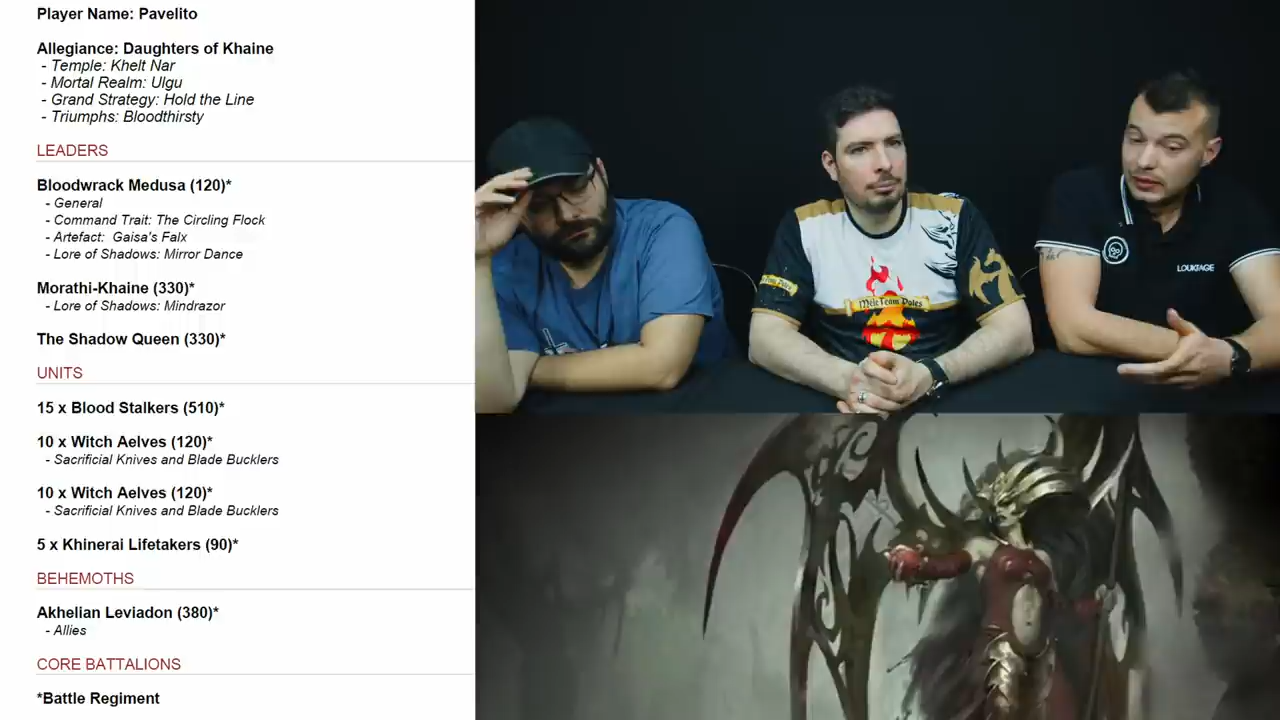 Player Name: Pavelito
Allegiance: Daughters of Khaine
- Temple: Khelt Nar
- Mortal Realm: Ulgu
- Grand Strategy: Hold the Line
- Triumphs: Bloodthirsty
LEADERS
Bloodwrack Medusa (120)*
- General
- Command Trait: The Circling Flock
- Artefact:  Gaisa's Falx
- Lore of Shadows: Mirror Dance
Morathi-Khaine (330)*
- Lore of Shadows: Mindrazor
The Shadow Queen (330)*
UNITS
15 x Blood Stalkers (510)*
10 x Witch Aelves (120)*
- Sacrificial Knives and Blade Bucklers
10 x Witch Aelves (120)*
- Sacrificial Knives and Blade Bucklers
5 x Khinerai Lifetakers (90)*
BEHEMOTHS
Akhelian Leviadon (380)*
- Allies
CORE BATTALIONS
*Battle Regiment
LOUKTAGE